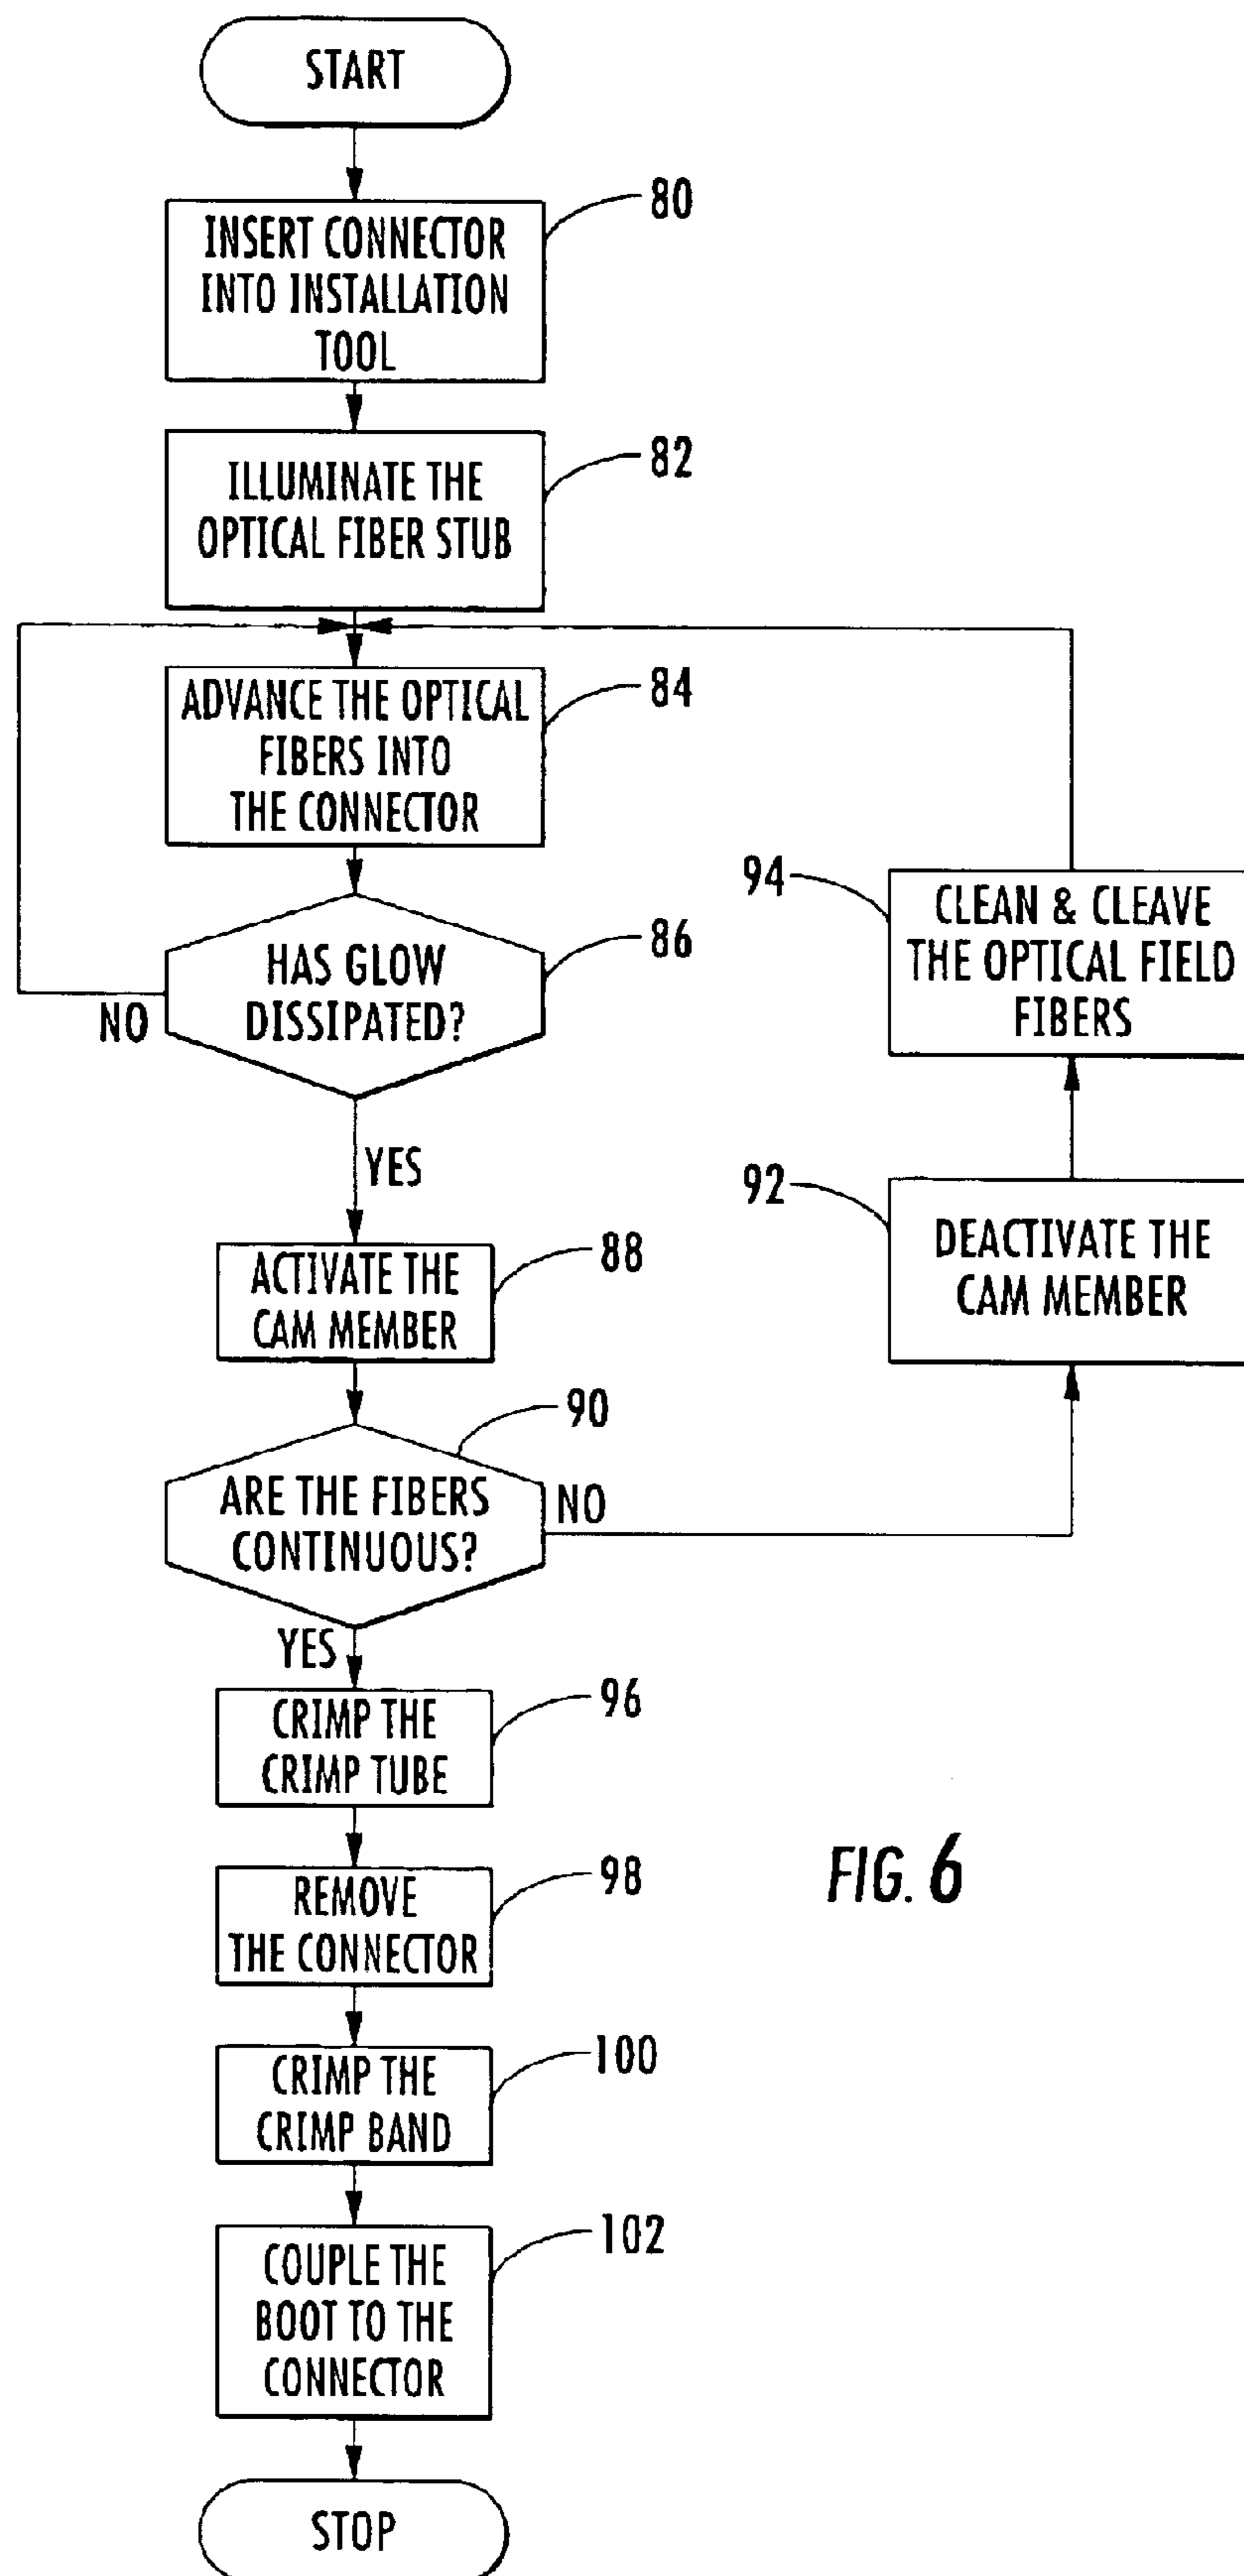 START
80
INSERT CONNECTOR
INTO INSTALLATION
TOOL
82
ILLUMINATE THE
OPTICAL FIBER STUB
84
ADVANCE THE OPTICAL
FIBERS INTO
THE CONNECTOR
86
HAS GLOW
DISSIPATED?
NO
YES
88
ACTIVATE THE
CAM MEMBER
90
ARE THE FIBERS
CONTINUOUS?
NO
92
DEACTIVATE THE
CAM MEMBER
94
CLEAN & CLEAVE
THE OPTICAL FIELD
FIBERS
YES
96
CRIMP THE
CRIMP TUBE
98
REMOVE
THE CONNECTOR
100
CRIMP THE
CRIMP BAND
102
COUPLE THE
BOOT TO THE
CONNECTOR
STOP
FIG. 6